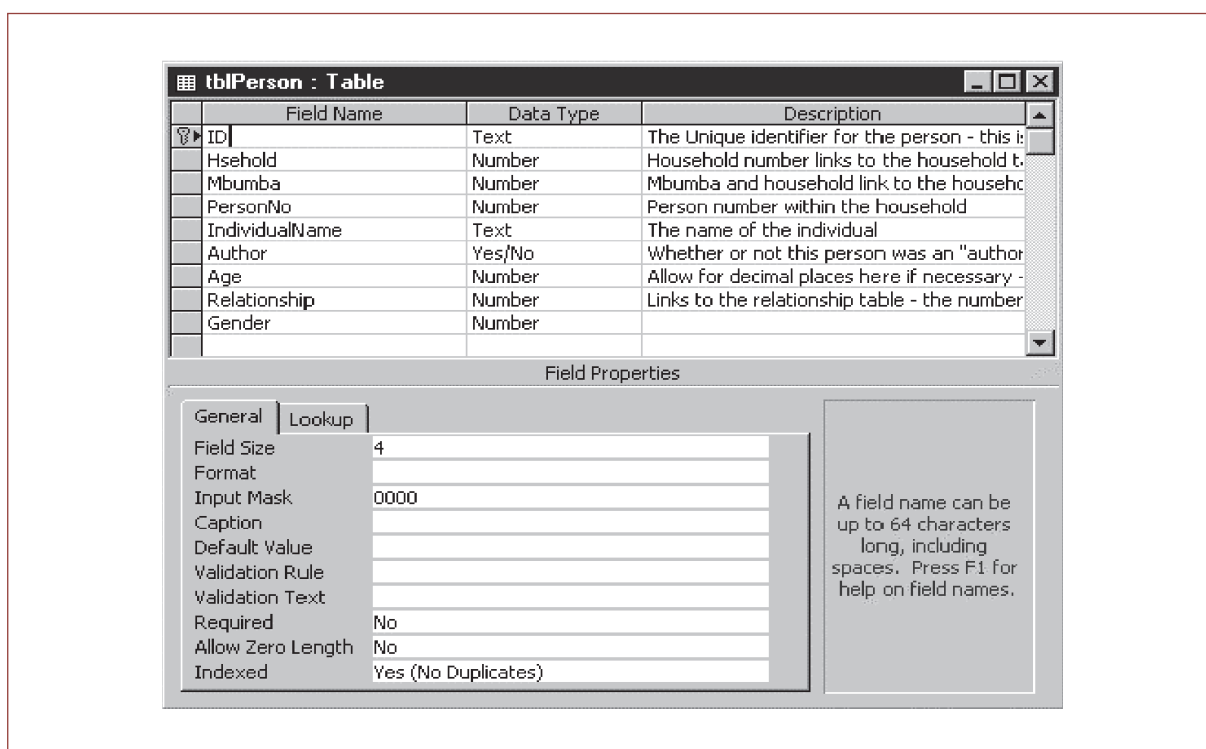 tblPerson : Table
Field Name Data Type Description
ID Text The Unique identifier for the person - this is
Hsehold Number Household number links to the household t
Mbumba Number Mbumba and household link to the househo
PersonNo Number Person number within the household
IndividualName Text The name of the individual
Author Yes/No Whether or not this person was an "author
Age Number Allow for decimal places here if necessary -
Relationship Number Links to the relationship table - the number
Gender Number
Field Properties
General Lookup
Field Size 4
Format
Input Mask 0000
Caption
Default Value
Validation Rule
Validation Text
Required No
Allow Zero Length No
Indexed Yes (No Duplicates)
A field name can be
up to 64 characters
long, including
spaces. Press F1 for
help on field names.